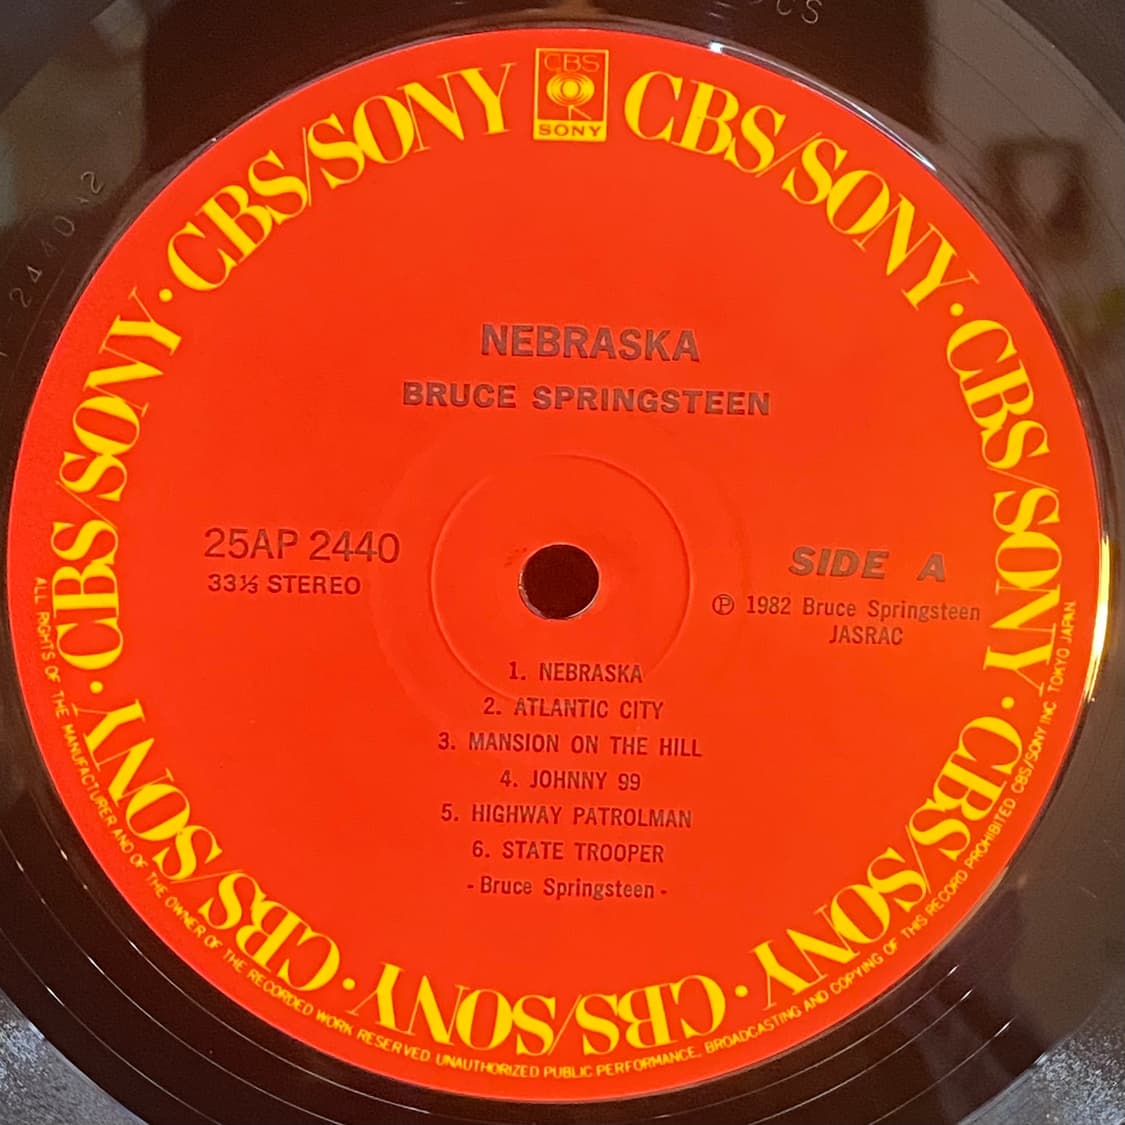 CBS
SONY
CBS/SONY · CBS/SONY · CBS/SONY · CBS/SONY · CBS/SONY · CBS/SONY · CBS/SONY · CBS/SONY
NEBRASKA
BRUCE SPRINGSTEEN
25AP 2440
33⅓ STEREO
SIDE A
℗ 1982 Bruce Springsteen
JASRAC
1. NEBRASKA
2. ATLANTIC CITY
3. MANSION ON THE HILL
4. JOHNNY 99
5. HIGHWAY PATROLMAN
6. STATE TROOPER
- Bruce Springsteen -
ALL RIGHTS OF THE MANUFACTURER AND OF THE OWNER OF THE RECORDED WORK RESERVED UNAUTHORIZED PUBLIC PERFORMANCE, BROADCASTING AND COPYING OF THIS RECORD PROHIBITED CBS/SONY INC. TOKYO JAPAN